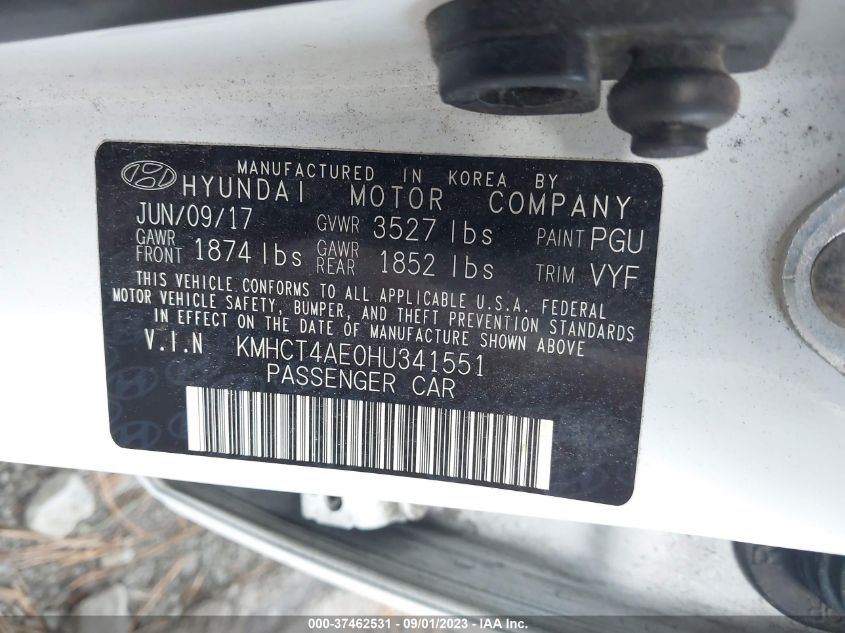 MANUFACTURED IN KOREA BY
HYUNDAI MOTOR COMPANY
JUN/09/17 GVWR 3527 lbs PAINT PGU
GAWR FRONT 1874 lbs GAWR REAR 1852 lbs TRIM VYF
THIS VEHICLE CONFORMS TO ALL APPLICABLE U.S.A. FEDERAL
MOTOR VEHICLE SAFETY, BUMPER, AND THEFT PREVENTION STANDARDS
IN EFFECT ON THE DATE OF MANUFACTURE SHOWN ABOVE
V.I.N KMHCT4AE0HU341551
PASSENGER CAR
000-37462531 - 09/01/2023 - IAA Inc.